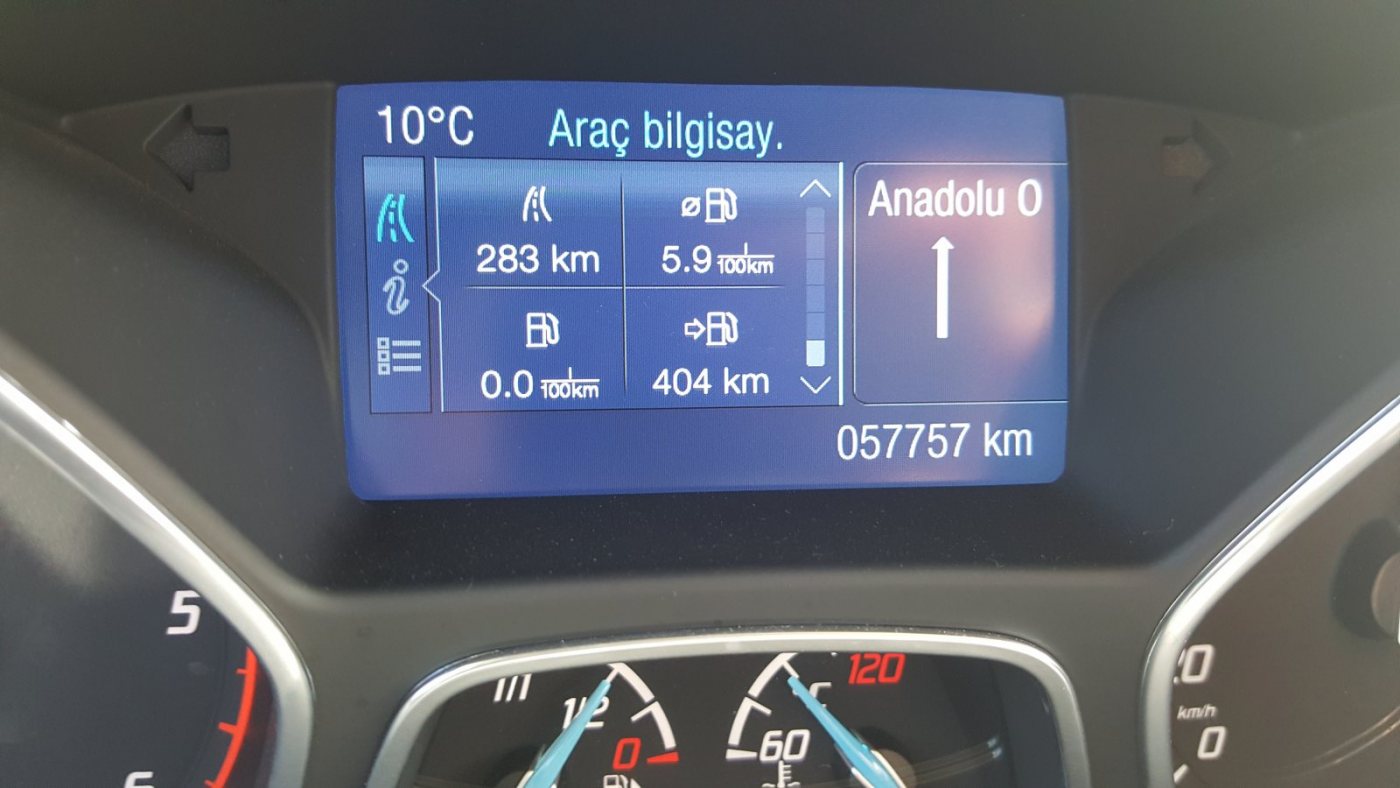 10°C
Araç bilgisay.
283 km
ø 5.9 l/100km
0.0 l/100km
404 km
Anadolu O
057757 km
5
1/1
1/2
0
120
°C
60
km/h
0